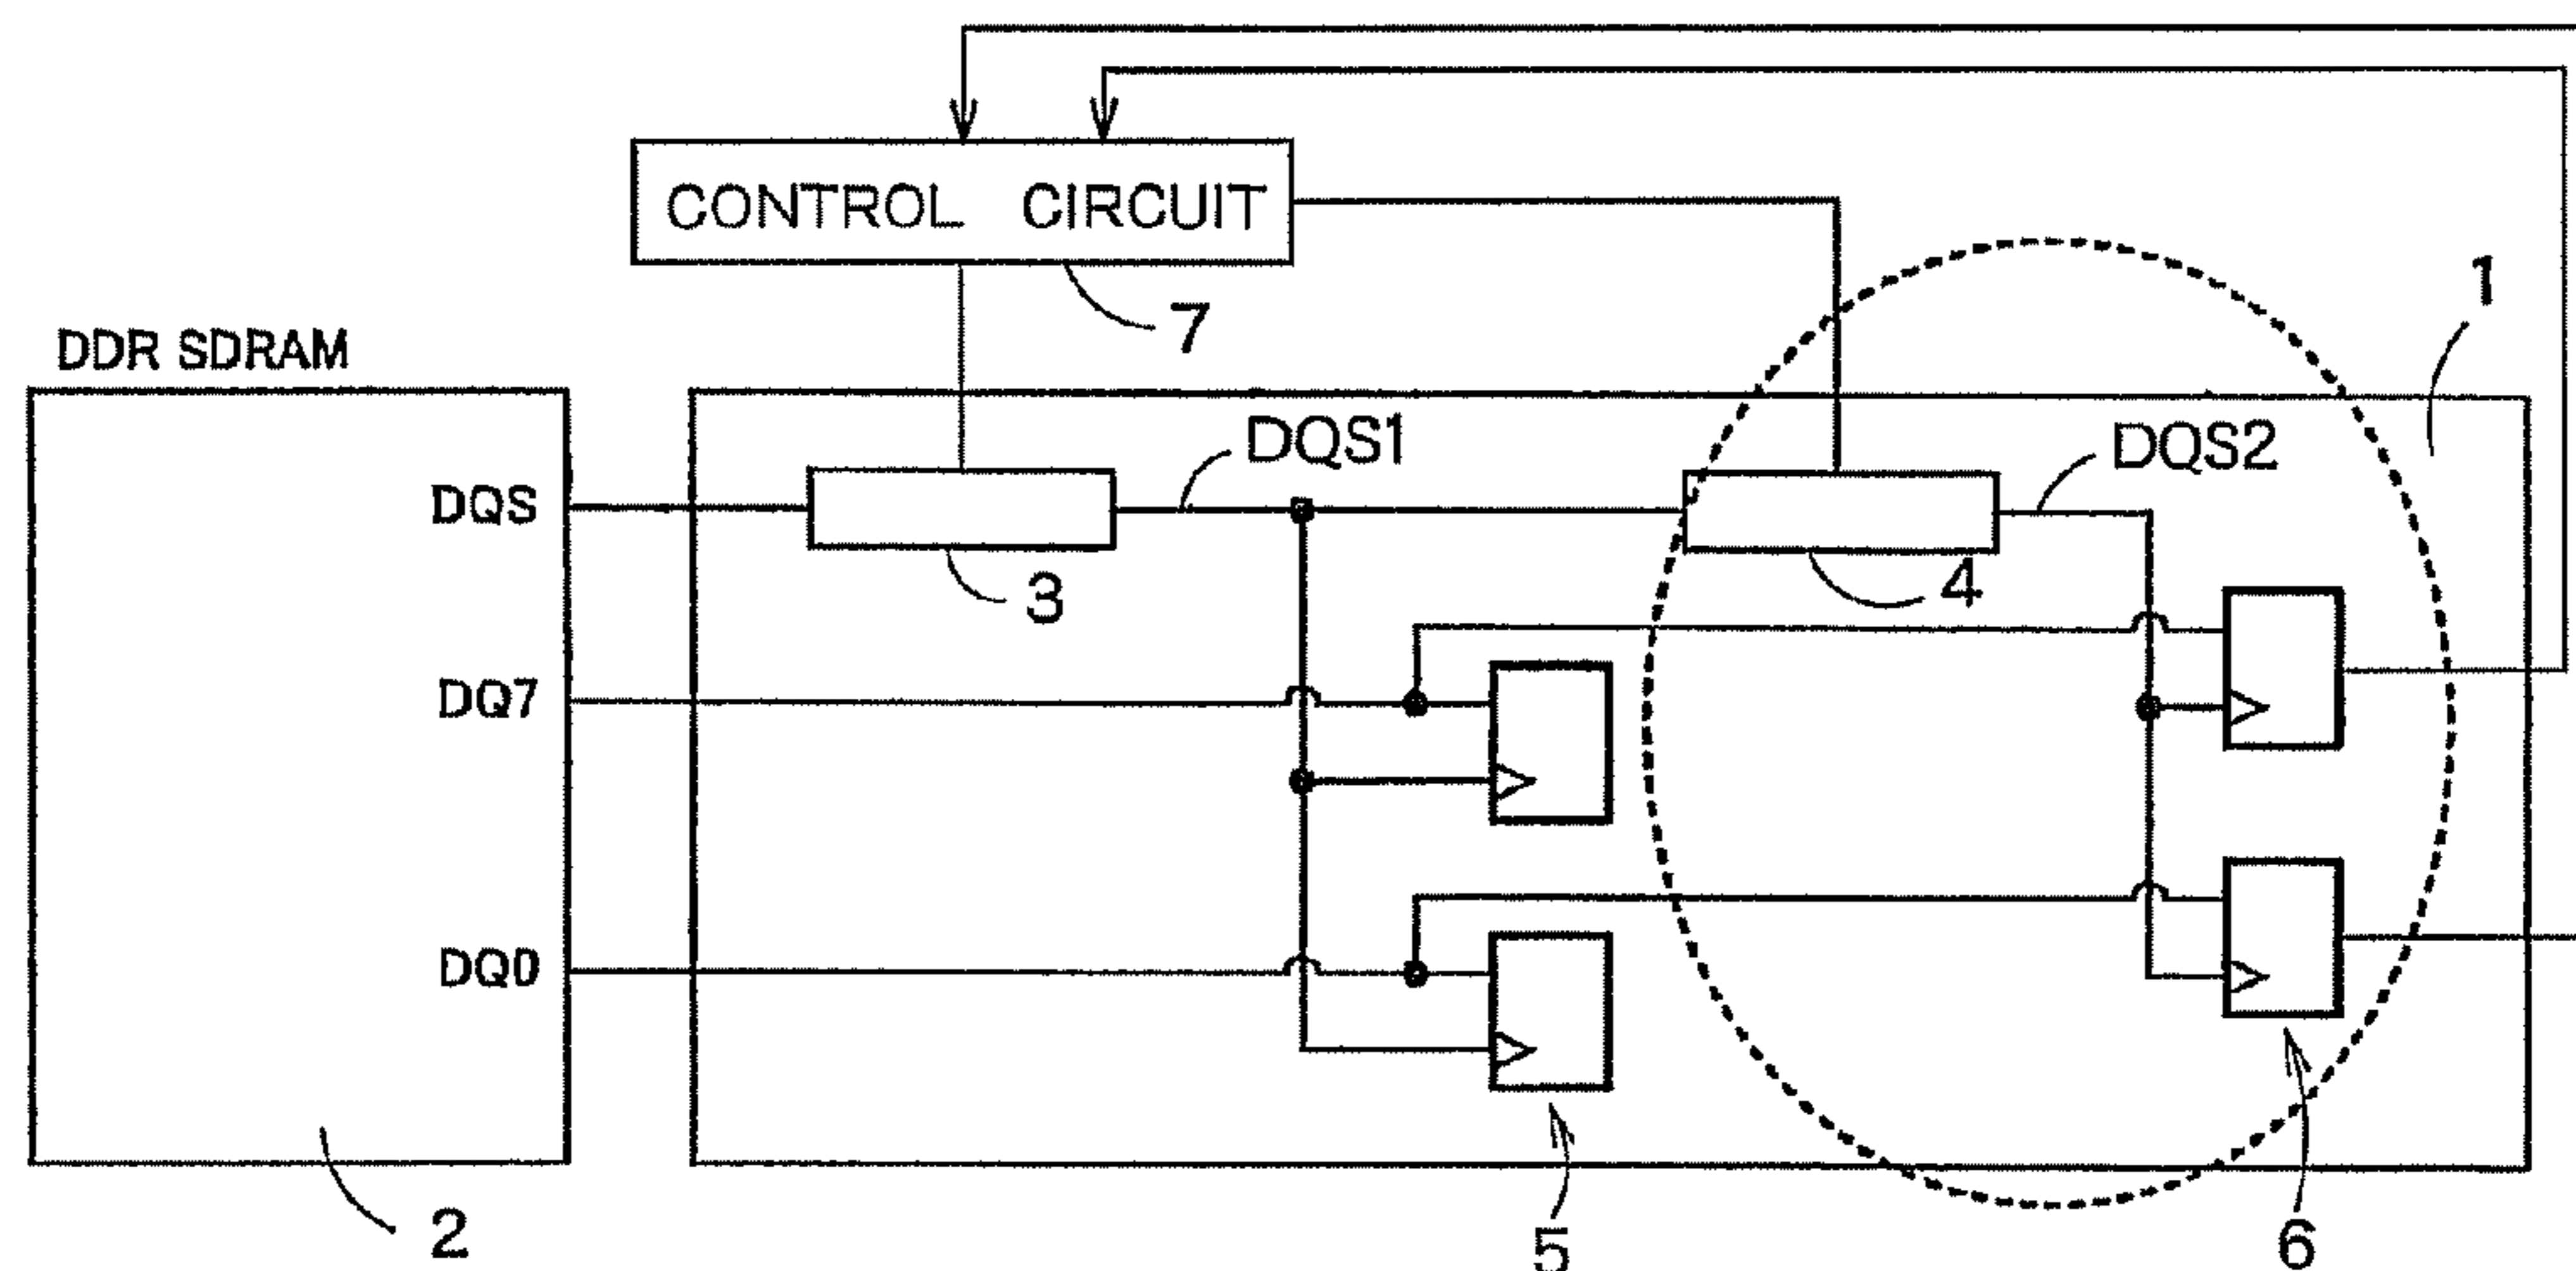 CONTROL CIRCUIT
7
1
DDR SDRAM
DQS1
DQS2
DQS
3
4
DQ7
DQ0
2
5
6